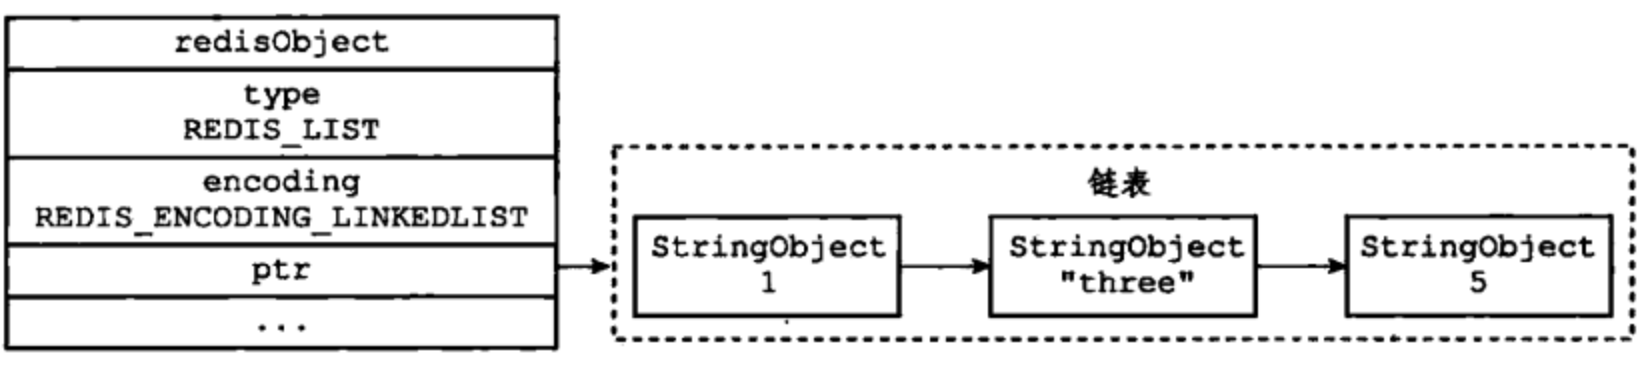 redisObject
type
REDIS_LIST
encoding
REDIS_ENCODING_LINKEDLIST
ptr
...
链表
StringObject
1
StringObject
"three"
StringObject
5